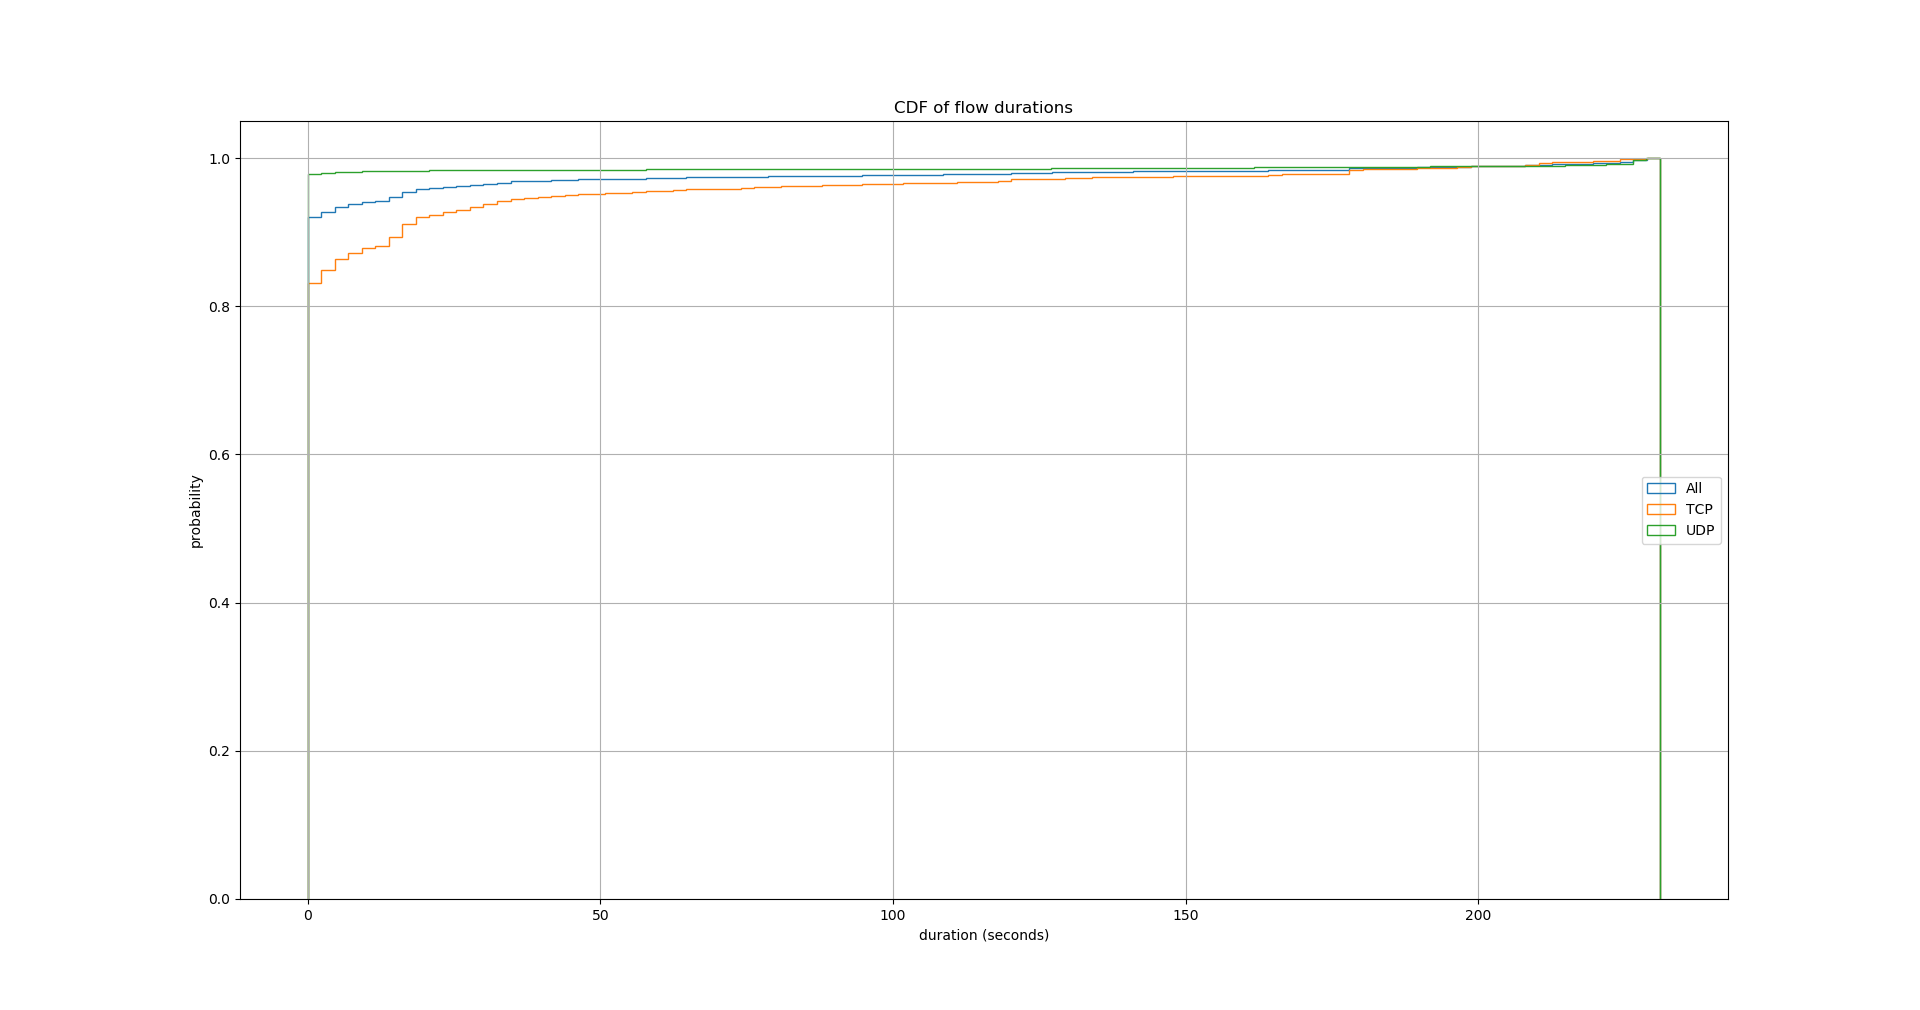 CDF of flow durations
1.0
0.8
0.6
0.4
0.2
0.0
probability
All
TCP
UDP
0 50 100 150 200
duration (seconds)